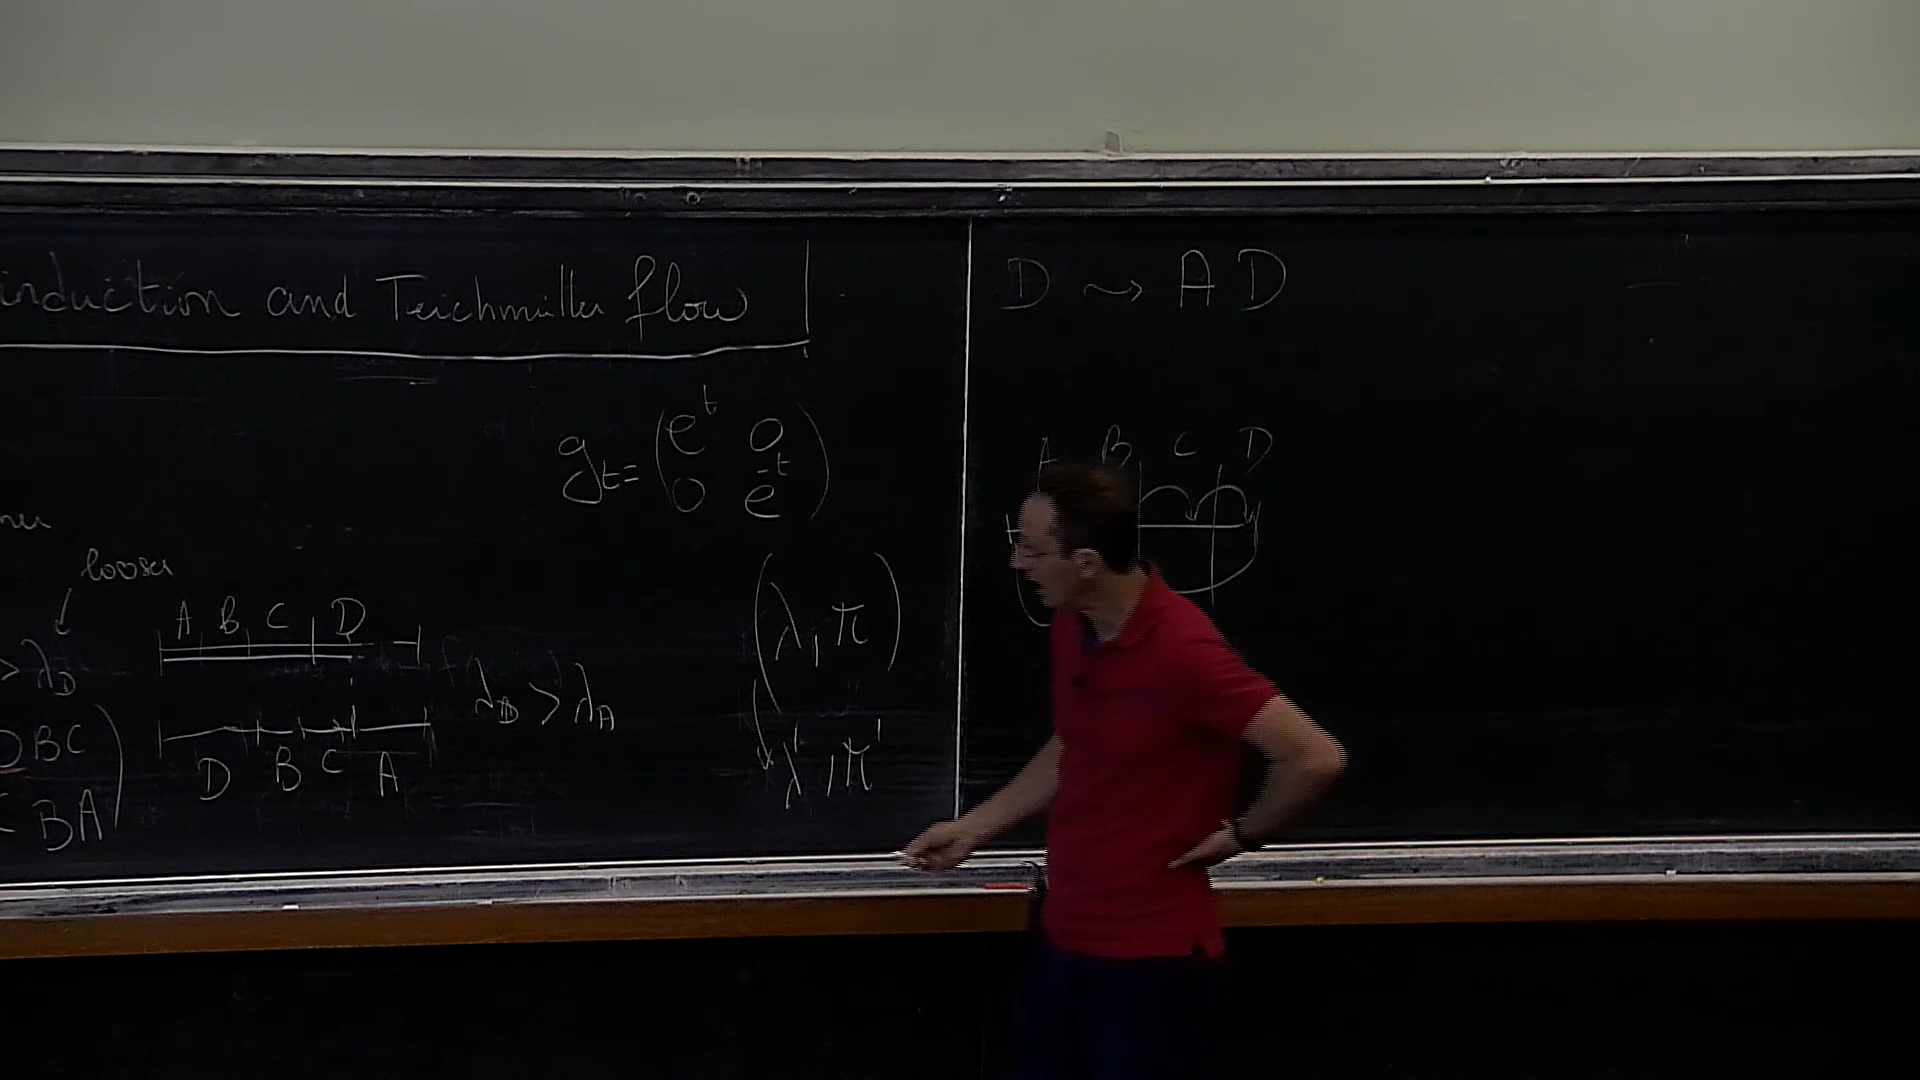 induction and Teichmüller flow
g_t = ( e^t 0
0 e^-t )
looser
> λ_D
A B C D
DBC
BA
D B C A
λ_D > λ_A
(λ, π)
λ', π'
D ⇝ A D
A B C D